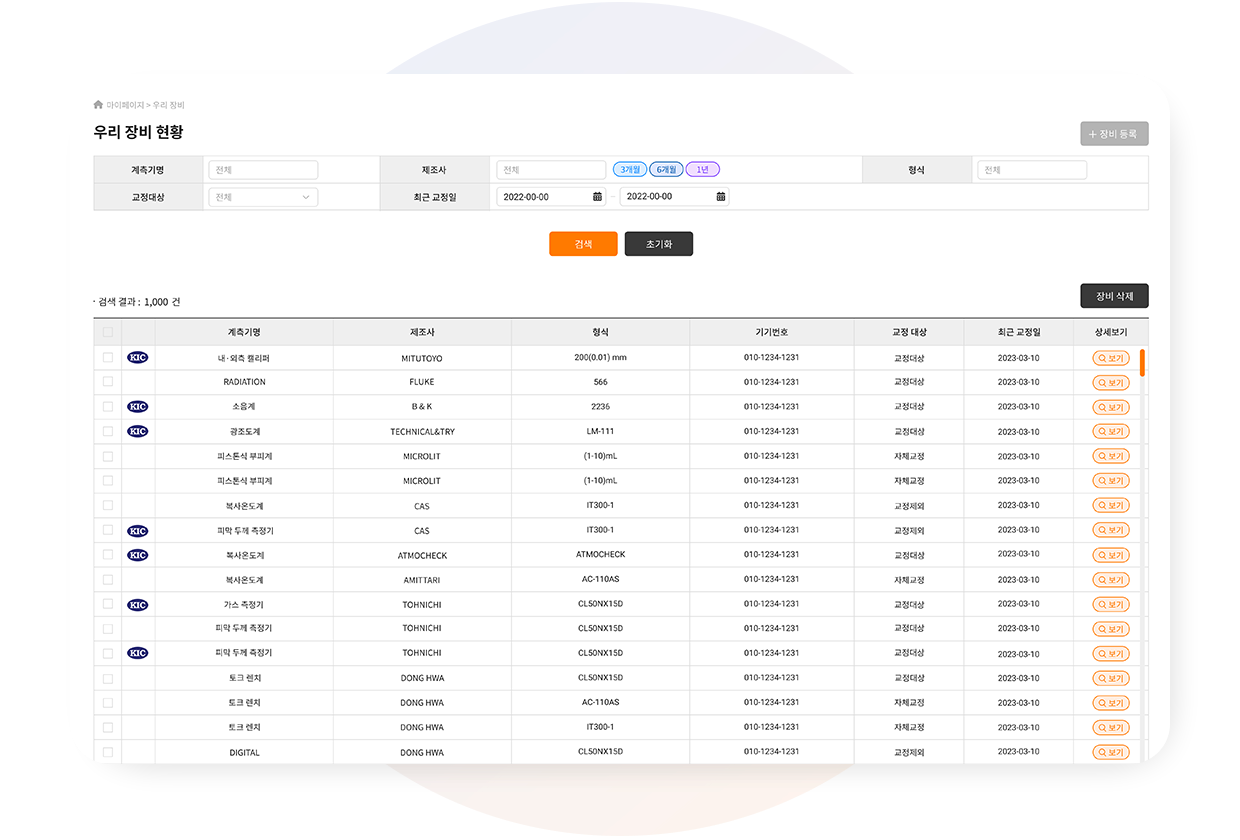 마이페이지 > 우리 장비
우리 장비 현황
+ 장비 등록
계측기명 전체 제조사 전체 3개월 6개월 1년 형식 전체
교정대상 전체 최근 교정일 2022-00-00 – 2022-00-00
검색 초기화
· 검색 결과 : 1,000 건
장비 삭제
계측기명 제조사 형식 기기번호 교정 대상 최근 교정일 상세보기
KIC 내·외측 캘리퍼 MITUTOYO 200(0.01) mm 010-1234-1231 교정대상 2023-03-10 보기
RADIATION FLUKE 566 010-1234-1231 교정대상 2023-03-10 보기
KIC 소음계 B & K 2236 010-1234-1231 교정대상 2023-03-10 보기
KIC 광조도계 TECHNICAL&TRY LM-111 010-1234-1231 교정대상 2023-03-10 보기
피스톤식 부피계 MICROLIT (1-10)mL 010-1234-1231 자체교정 2023-03-10 보기
피스톤식 부피계 MICROLIT (1-10)mL 010-1234-1231 자체교정 2023-03-10 보기
복사온도계 CAS IT300-1 010-1234-1231 교정제외 2023-03-10 보기
KIC 피막 두께 측정기 CAS IT300-1 010-1234-1231 교정제외 2023-03-10 보기
KIC 복사온도계 ATMOCHECK ATMOCHECK 010-1234-1231 교정대상 2023-03-10 보기
복사온도계 AMITTARI AC-110AS 010-1234-1231 자체교정 2023-03-10 보기
KIC 가스 측정기 TOHNICHI CL50NX15D 010-1234-1231 교정대상 2023-03-10 보기
피막 두께 측정기 TOHNICHI CL50NX15D 010-1234-1231 교정대상 2023-03-10 보기
KIC 피막 두께 측정기 TOHNICHI CL50NX15D 010-1234-1231 교정대상 2023-03-10 보기
토크 렌치 DONG HWA CL50NX15D 010-1234-1231 교정대상 2023-03-10 보기
토크 렌치 DONG HWA AC-110AS 010-1234-1231 자체교정 2023-03-10 보기
토크 렌치 DONG HWA IT300-1 010-1234-1231 자체교정 2023-03-10 보기
DIGITAL DONG HWA CL50NX15D 010-1234-1231 교정제외 2023-03-10 보기